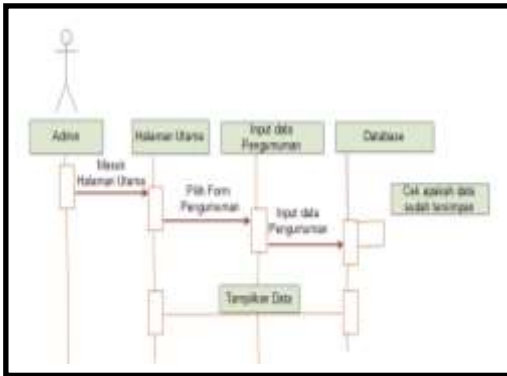 Admin
Halaman Utama
Input data
Pengumuman
Database
Masuk
Halaman Utama
Pilih Form
Pengumuman
Input data
Pengumuman
Cek apakah data
sudah tersimpan
Tampilkan Data